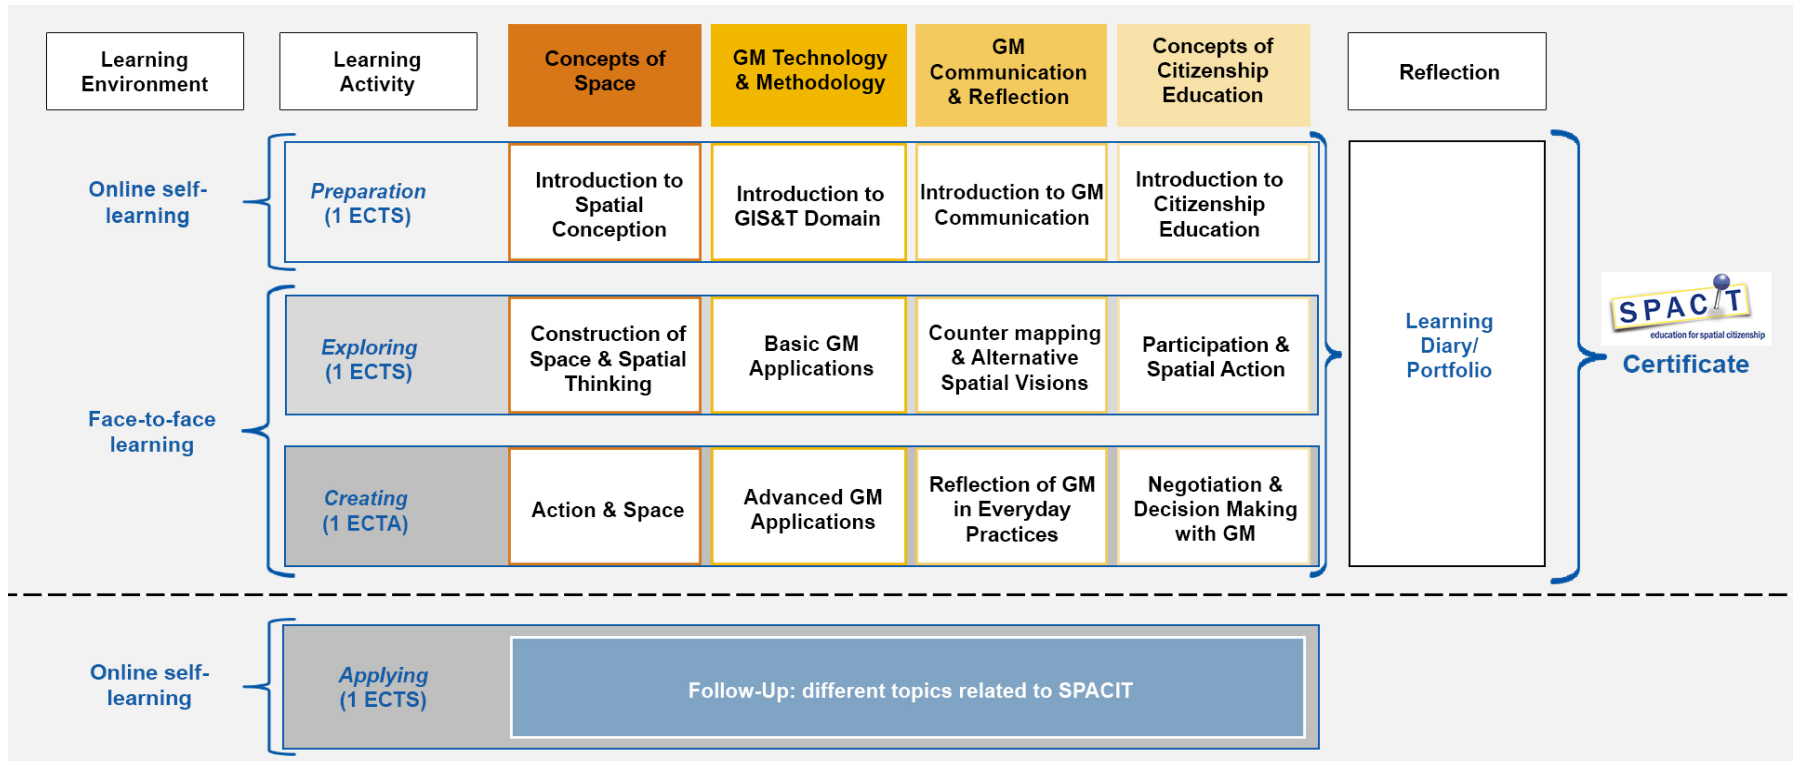 Learning
Environment
Learning
Activity
Concepts of
Space
GM Technology
& Methodology
GM
Communication
& Reflection
Concepts of
Citizenship
Education
Reflection
Online self-
learning
Preparation
(1 ECTS)
Introduction to
Spatial
Conception
Introduction to
GIS&T Domain
Introduction to GM
Communication
Introduction to
Citizenship
Education
Face-to-face
learning
Exploring
(1 ECTS)
Construction of
Space & Spatial
Thinking
Basic GM
Applications
Counter mapping
& Alternative
Spatial Visions
Participation &
Spatial Action
Creating
(1 ECTA)
Action & Space
Advanced GM
Applications
Reflection of GM
in Everyday
Practices
Negotiation &
Decision Making
with GM
Learning
Diary/
Portfolio
SPACIT
education for spatial citizenship
Certificate
Online self-
learning
Applying
(1 ECTS)
Follow-Up: different topics related to SPACIT